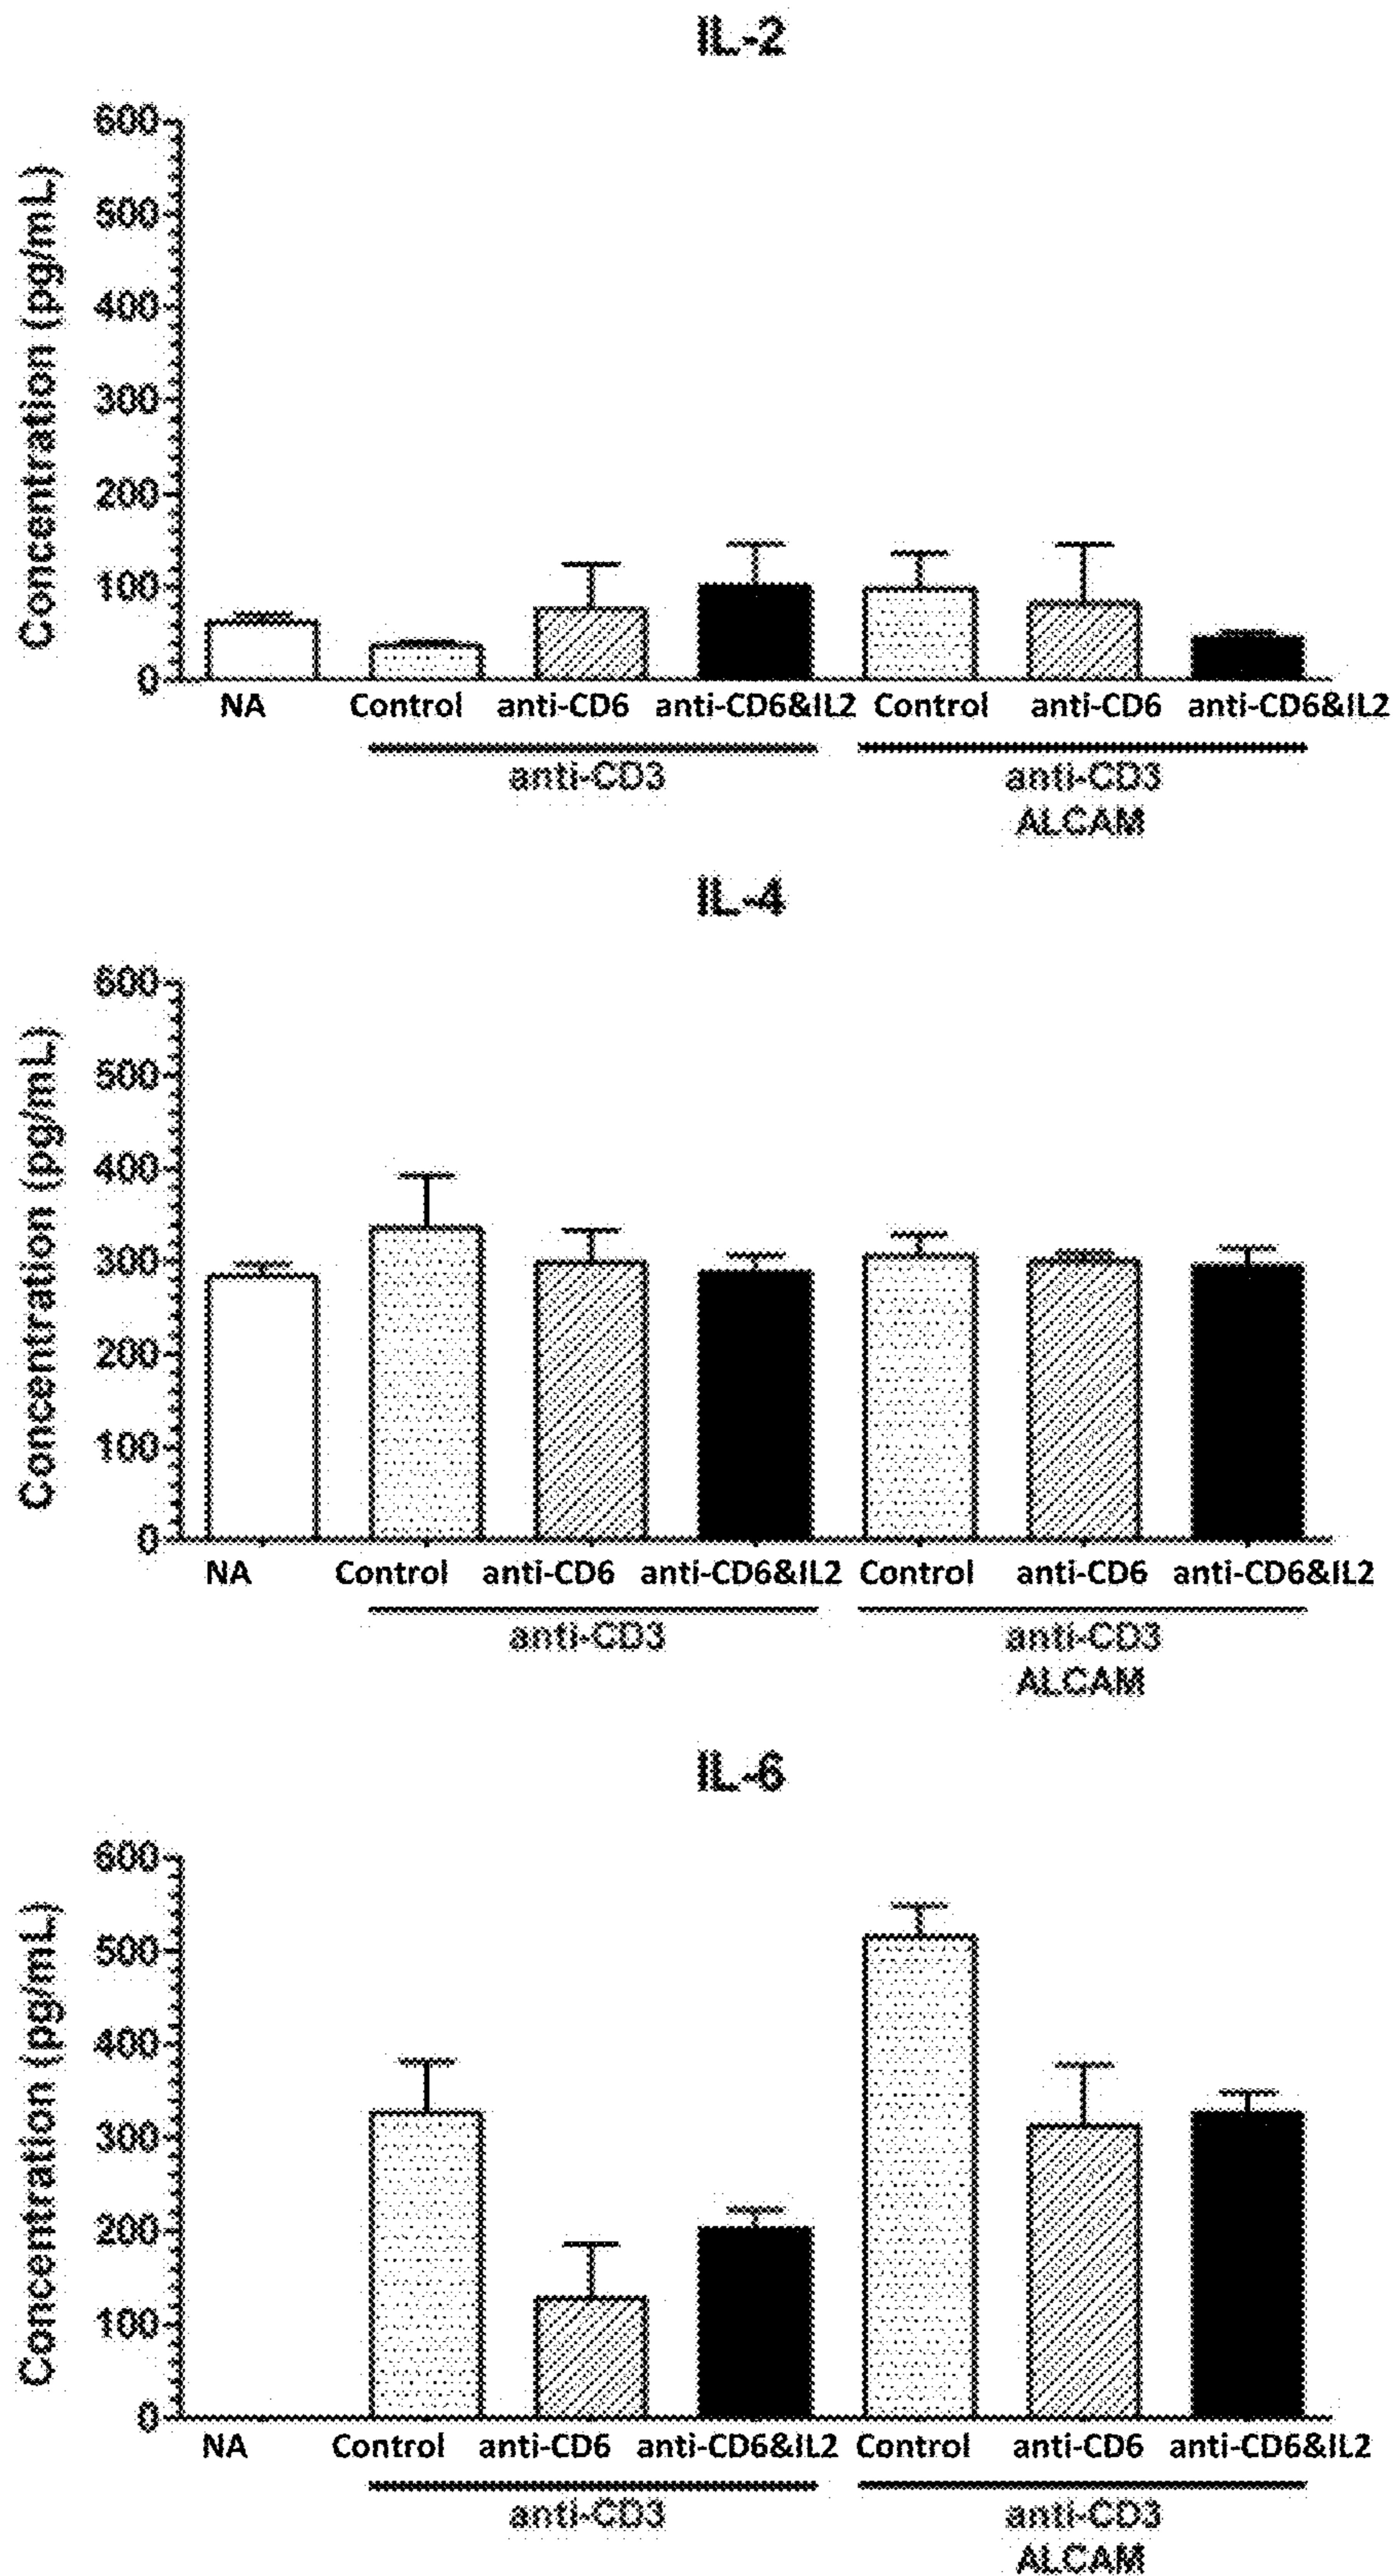 IL-2
Concentration (pg/mL)
600
500
400
300
200
100
0
NA Control anti-CD6 anti-CD6&IL2 Control anti-CD6 anti-CD6&IL2
anti-CD3 anti-CD3
ALCAM
IL-4
Concentration (pg/mL)
600
500
400
300
200
100
0
NA Control anti-CD6 anti-CD6&IL2 Control anti-CD6 anti-CD6&IL2
anti-CD3 anti-CD3
ALCAM
IL-6
Concentration (pg/mL)
600
500
400
300
200
100
0
NA Control anti-CD6 anti-CD6&IL2 Control anti-CD6 anti-CD6&IL2
anti-CD3 anti-CD3
ALCAM